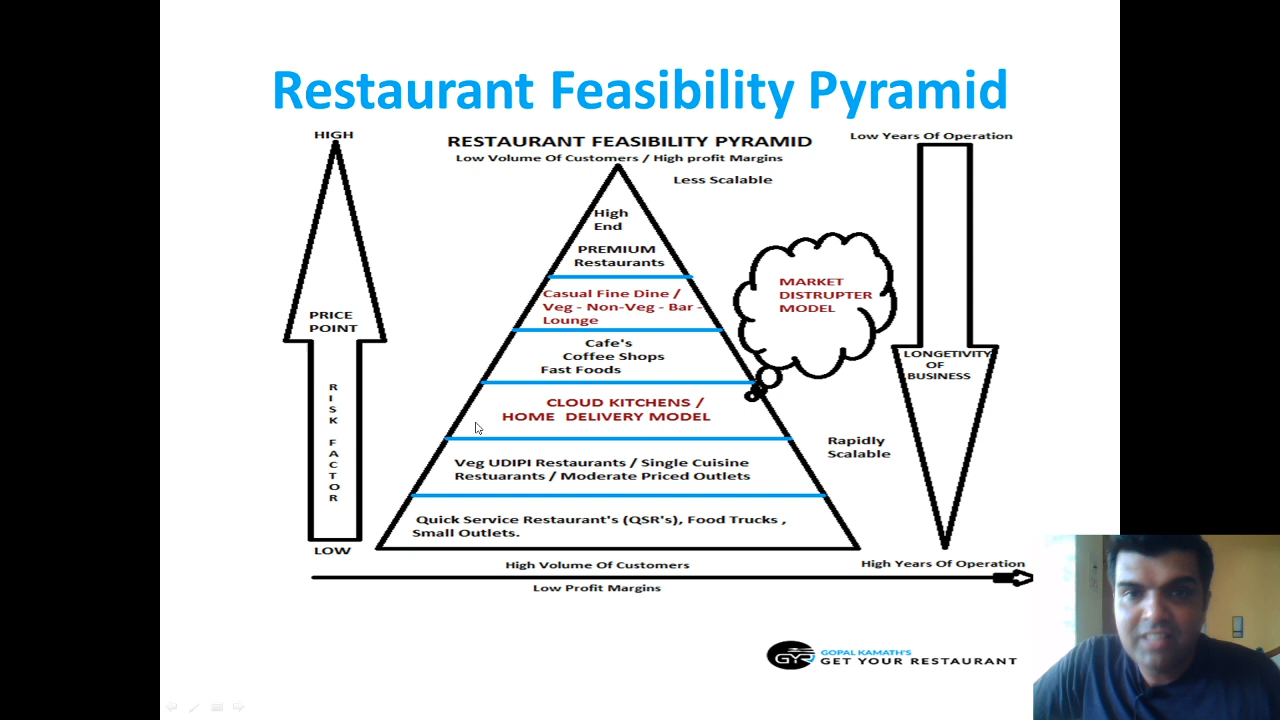 Restaurant Feasibility Pyramid
HIGH
RESTAURANT FEASIBILITY PYRAMID
Low Years Of Operation
Low Volume Of Customers / High profit Margins
Less Scalable
High
End
PREMIUM
Restaurants
Casual Fine Dine /
Veg - Non-Veg - Bar -
Lounge
MARKET
DISTRUPTER
MODEL
PRICE
POINT
Cafe's
Coffee Shops
Fast Foods
LONGETIVITY
OF
BUSINESS
RISK FACTOR
CLOUD KITCHENS /
HOME DELIVERY MODEL
Rapidly
Scalable
Veg UDIPI Restaurants / Single Cuisine
Restuarants / Moderate Priced Outlets
Quick Service Restaurant's (QSR's), Food Trucks ,
Small Outlets.
LOW
High Volume Of Customers
High Years Of Operation
Low Profit Margins
GYR
GOPAL KAMATH'S
GET YOUR RESTAURANT